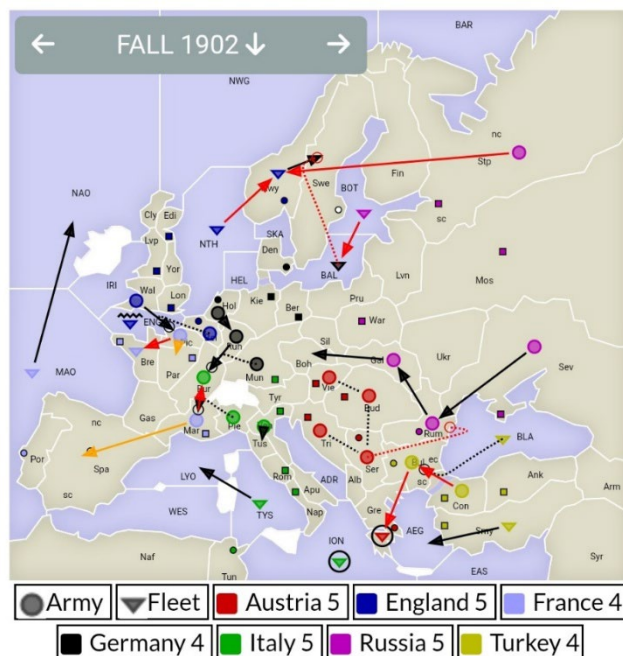 ← FALL 1902 ↓ →
BAR
NWG
nc
Stp
NAO
wy
Swe
Fin
BOT
Cly
Edi
NTH
SKA
sc
Lvp
Yor
Den
BAL
Lvn
Mos
IRI
Wal
HEL
Lon
Hol
Kie
Ber
Pru
War
ENG
ic
Sil
Ukr
MAO
Bre
Par
Mun
Boh
Gal
Sev
Bur
Vie
Tyr
Bud
Gas
Rum
nc
Mar
Pie
Tri
BLA
Por
Spa
Tus
Ser
Bul
ec
sc
LYO
Rom
ADR
Alb
Con
Ank
Arm
sc
WES
TYS
Apu
Nap
Gre
AEG
Smy
ION
Naf
Tun
EAS
Syr
Army
Fleet
Austria 5
England 5
France 4
Germany 4
Italy 5
Russia 5
Turkey 4